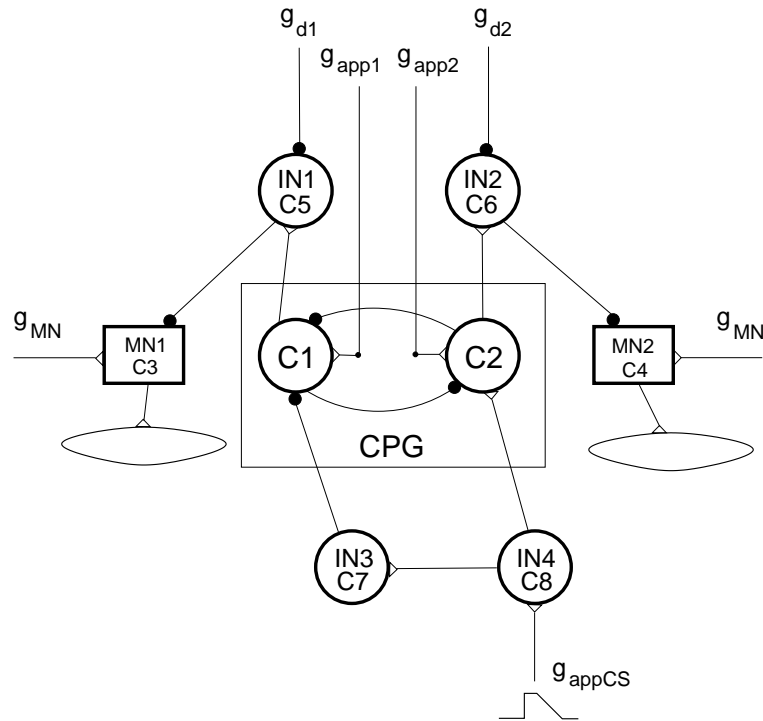 g_d1
g_d2
g_app1
g_app2
IN1
C5
IN2
C6
g_MN
MN1
C3
C1
C2
MN2
C4
g_MN
CPG
IN3
C7
IN4
C8
g_appCS